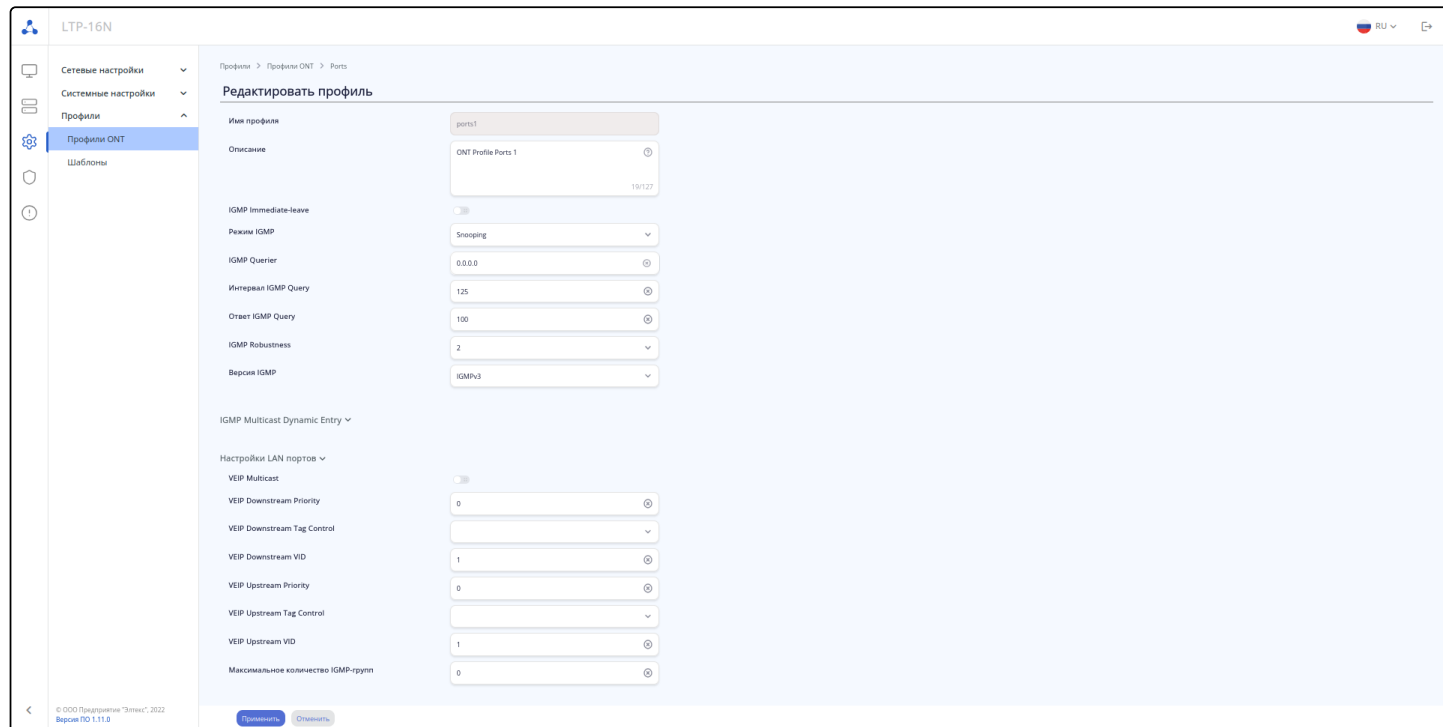 LTP-16N
RU
Сетевые настройки
Системные настройки
Профили
Профили ONT
Шаблоны
Профили > Профили ONT > Ports
Редактировать профиль
Имя профиля
ports1
Описание
ONT Profile Ports 1
19/127
IGMP Immediate-leave
Режим IGMP
Snooping
IGMP Querier
0.0.0.0
Интервал IGMP Query
125
Ответ IGMP Query
100
IGMP Robustness
2
Версия IGMP
IGMPv3
IGMP Multicast Dynamic Entry
Настройки LAN портов
VEIP Multicast
VEIP Downstream Priority
0
VEIP Downstream Tag Control
VEIP Downstream VID
1
VEIP Upstream Priority
0
VEIP Upstream Tag Control
VEIP Upstream VID
1
Максимальное количество IGMP-групп
0
© ООО Предприятие "Элтекс", 2022
Версия ПО 1.11.0
Применить
Отменить